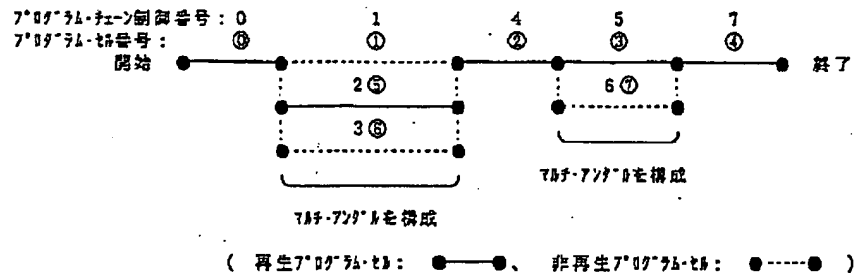 プログラム・チェーン制御番号: 0 1 4 5 7
プログラム・セル番号: ⓪ ① ② ③ ④
開始 終了
2⑤ 6⑦
3⑥
マルチ・アングルを構成
マルチ・アングルを構成
( 再生プログラム・セル: 、 非再生プログラム・セル: )